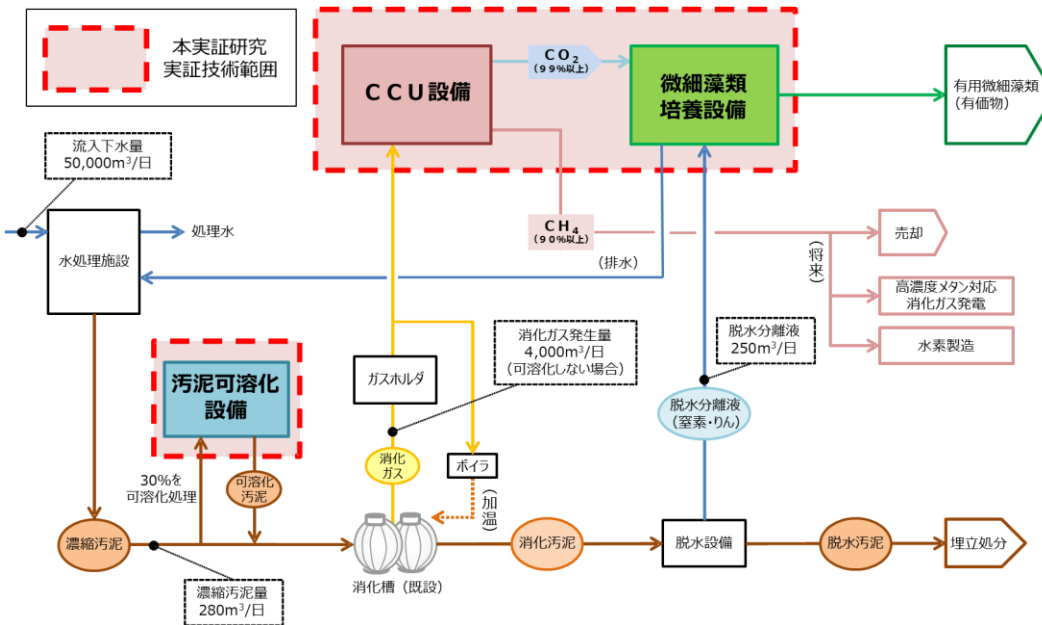 本実証研究
実証技術範囲
CCU設備
CO₂
(99%以上)
微細藻類
培養設備
有用微細藻類
(有価物)
流入下水量
50,000m³/日
処理水
水処理施設
CH₄
(90%以上)
(排水)
(将来)
売却
高濃度メタン対応
消化ガス発電
水素製造
消化ガス発生量
4,000m³/日
(可溶化しない場合)
脱水分離液
250m³/日
汚泥可溶化
設備
ガスホルダ
脱水分離液
(窒素・りん)
消化
ガス
ボイラ
30%を
可溶化処理
可溶化
汚泥
(加温)
濃縮汚泥
消化汚泥
脱水設備
脱水汚泥
埋立処分
消化槽(既設)
濃縮汚泥量
280m³/日